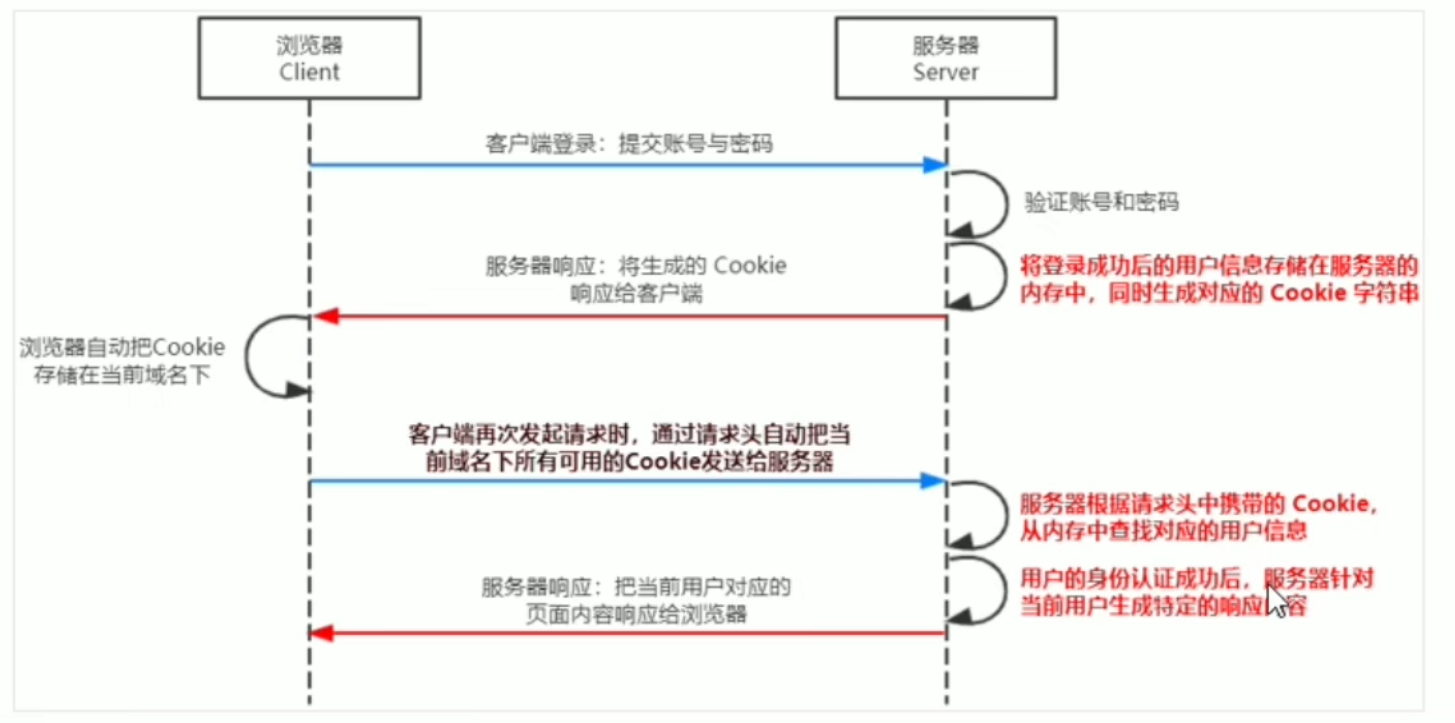 浏览器
Client
服务器
Server
客户端登录：提交账号与密码
验证账号和密码
将登录成功后的用户信息存储在服务器的
内存中，同时生成对应的 Cookie 字符串
服务器响应：将生成的 Cookie
响应给客户端
浏览器自动把Cookie
存储在当前域名下
客户端再次发起请求时，通过请求头自动把当
前域名下所有可用的Cookie发送给服务器
服务器根据请求头中携带的 Cookie，
从内存中查找对应的用户信息
用户的身份认证成功后，服务器针对
当前用户生成特定的响应内容
服务器响应：把当前用户对应的
页面内容响应给浏览器